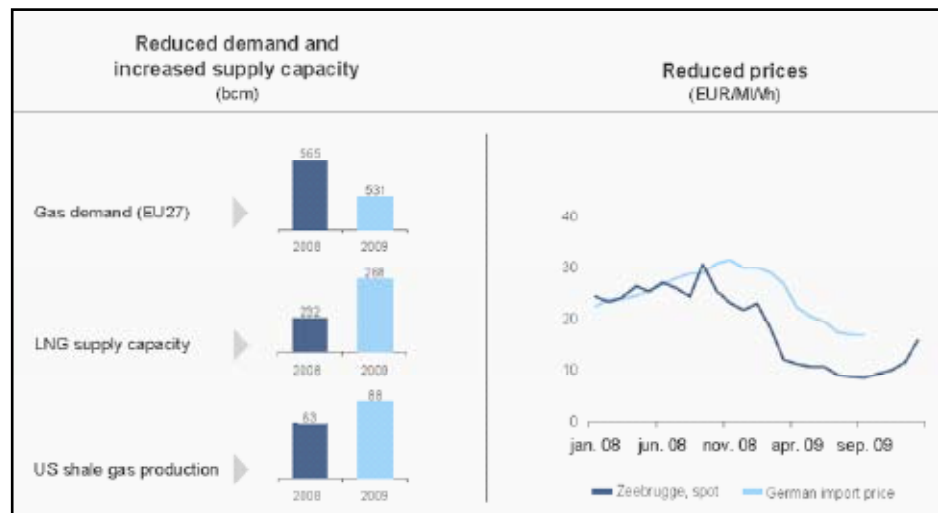 Reduced demand and
increased supply capacity
(bcm)
Gas demand (EU27)
565
531
2008
2009
LNG supply capacity
232
268
2008
2009
US shale gas production
63
88
2008
2009
Reduced prices
(EUR/MWh)
40
30
20
10
0
jan. 08
jun. 08
nov. 08
apr. 09
sep. 09
Zeebrugge, spot
German import price